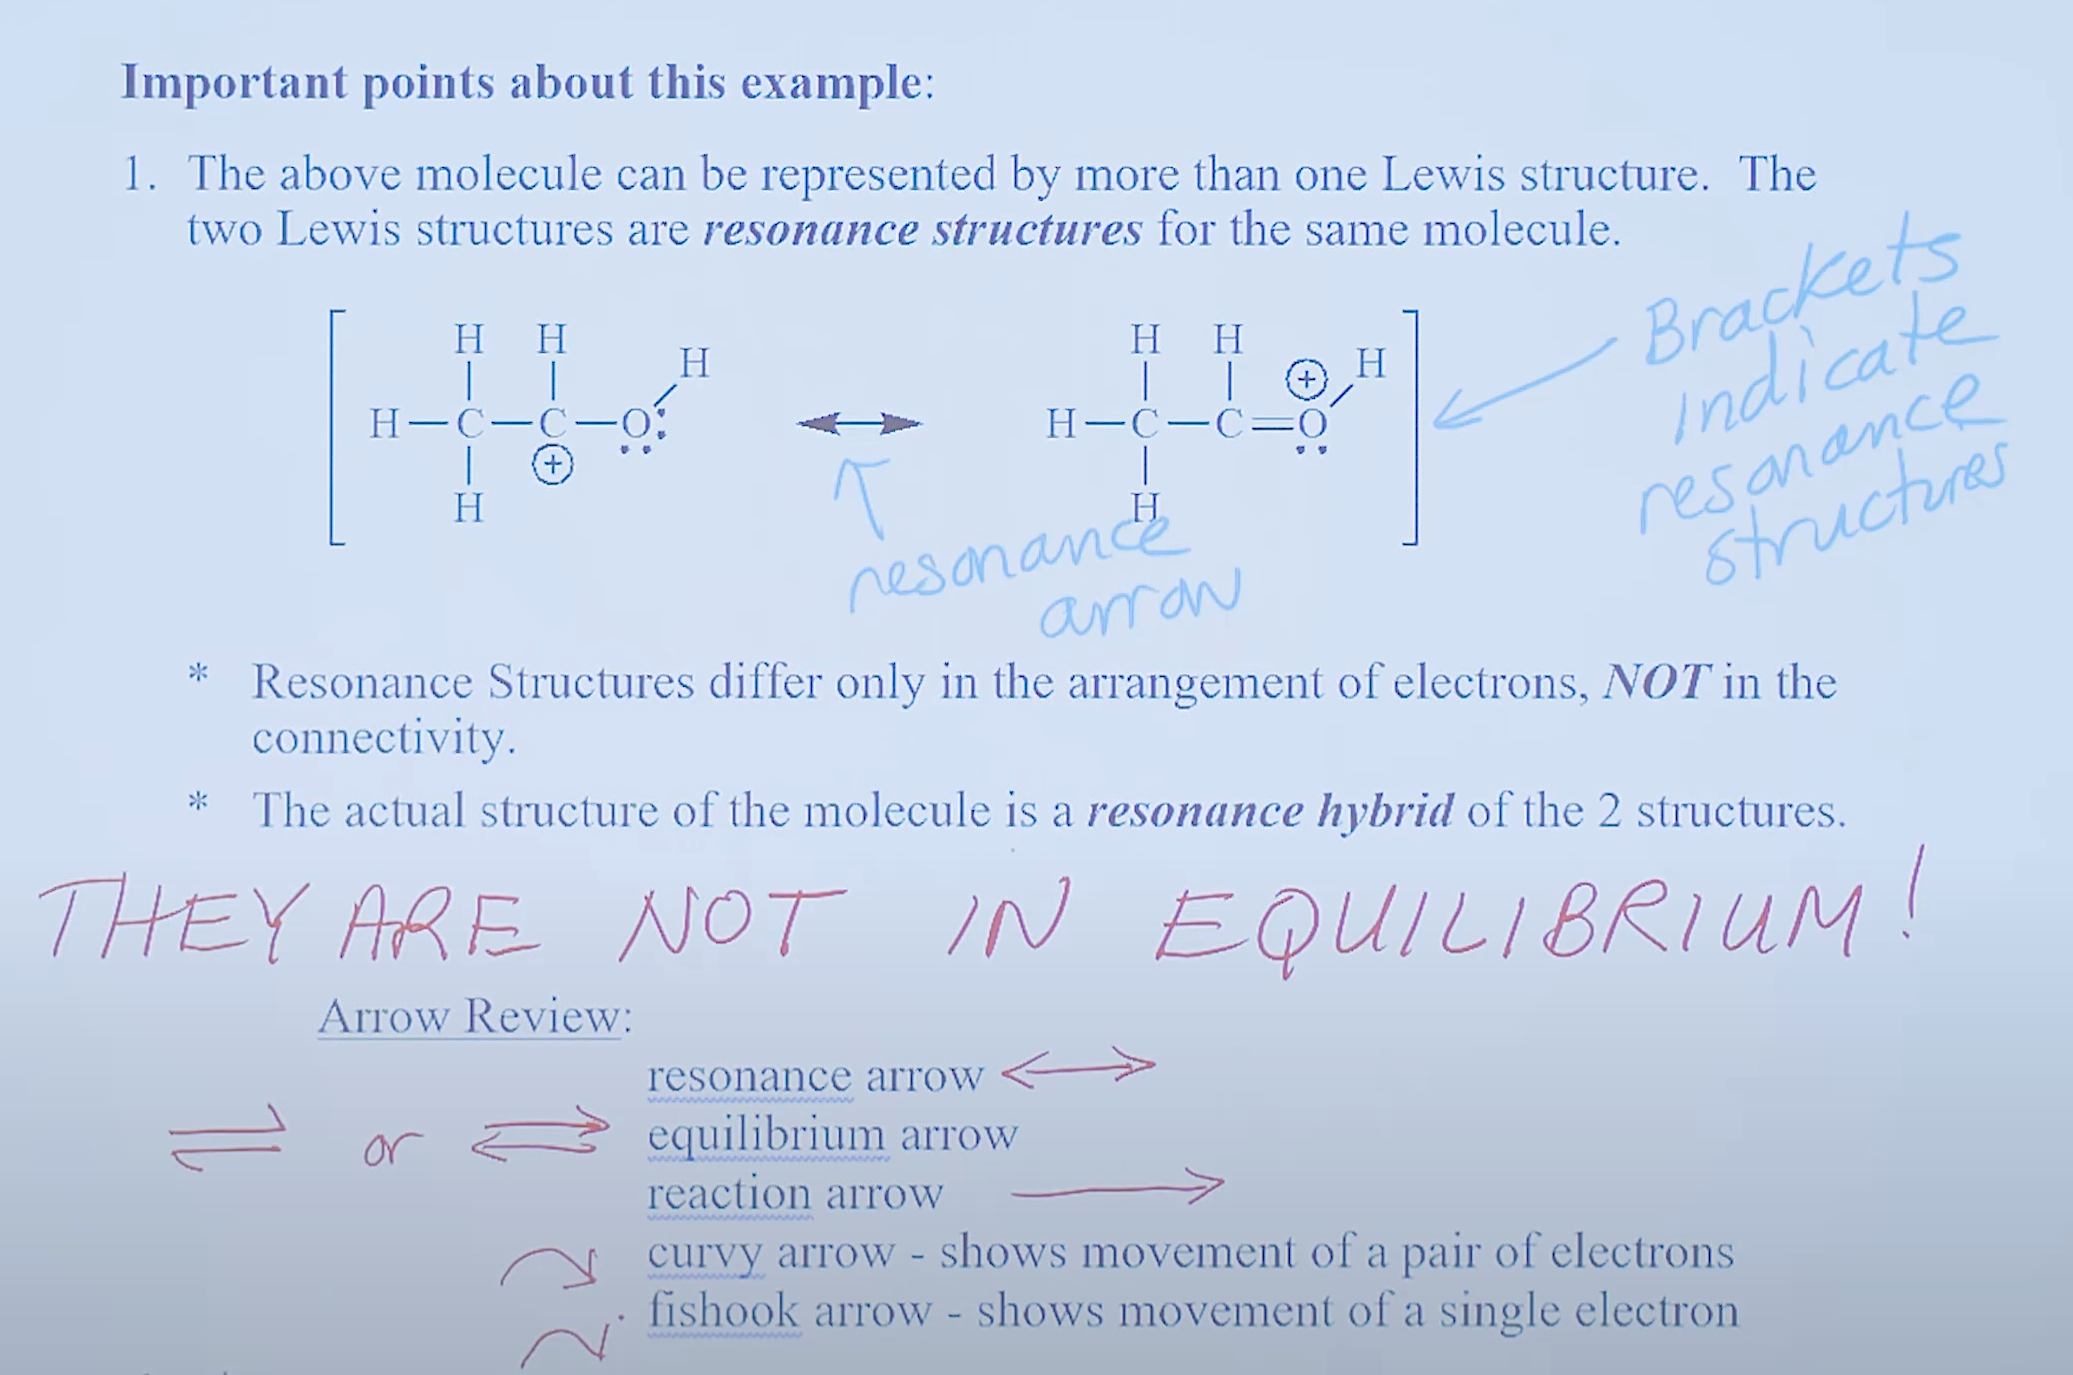 Important points about this example:
1. The above molecule can be represented by more than one Lewis structure. The
two Lewis structures are resonance structures for the same molecule.
H H
H
H—C—C—O:
⊕
H
H H
⊕ H
H—C—C=O
H
resonance
arrow
Brackets
indicate
resonance
structures
* Resonance Structures differ only in the arrangement of electrons, NOT in the
connectivity.
* The actual structure of the molecule is a resonance hybrid of the 2 structures.
THEY ARE NOT IN EQUILIBRIUM!
Arrow Review:
resonance arrow ⟷
⇌ or ⇄ equilibrium arrow
reaction arrow ⟶
curvy arrow - shows movement of a pair of electrons
fishook arrow - shows movement of a single electron